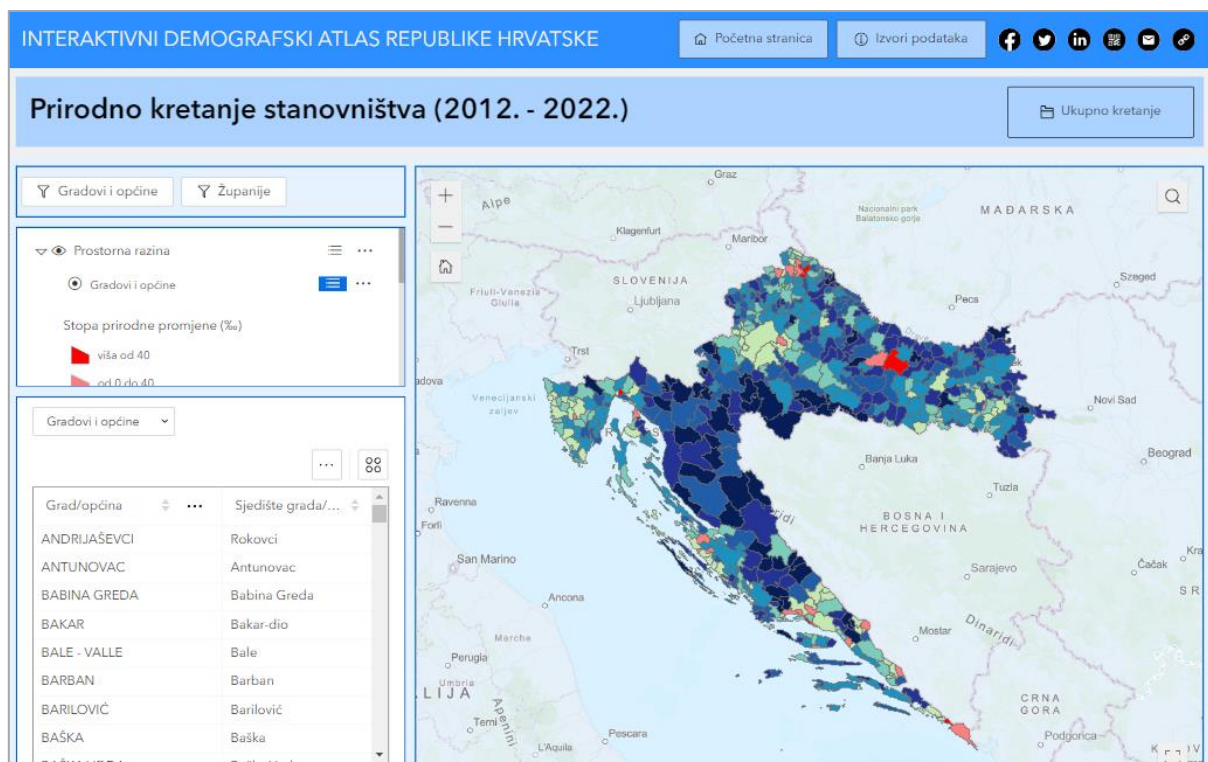 INTERAKTIVNI DEMOGRAFSKI ATLAS REPUBLIKE HRVATSKE
Početna stranica
Izvori podataka
Prirodno kretanje stanovništva (2012. - 2022.)
Ukupno kretanje
Gradovi i općine
Županije
Prostorna razina
Gradovi i općine
Stopa prirodne promjene (‰)
viša od 40
od 0 do 40
Gradovi i općine
Grad/općina Sjedište grada/...
ANDRIJAŠEVCI Rokovci
ANTUNOVAC Antunovac
BABINA GREDA Babina Greda
BAKAR Bakar-dio
BALE - VALLE Bale
BARBAN Barban
BARILOVIĆ Barilović
BAŠKA Baška
Graz
Alpe
Nacionalni park
Balatonsko gorje
MAĐARSKA
Klagenfurt
Maribor
SLOVENIJA
Szeged
Friuli-Venezia
Giulia
Ljubljana
Pecs
Trst
Venecijanski
zaljev
Novi Sad
Banja Luka
Beograd
Tuzla
Ravenna
Forlì
BOSNA I
HERCEGOVINA
San Marino
Sarajevo
Čačak
Ancona
Marche
Mostar
Dinaridi
Perugia
Umbria
CRNA
GORA
Terni
Apenini
Podgorica
L'Aquila
Pescara